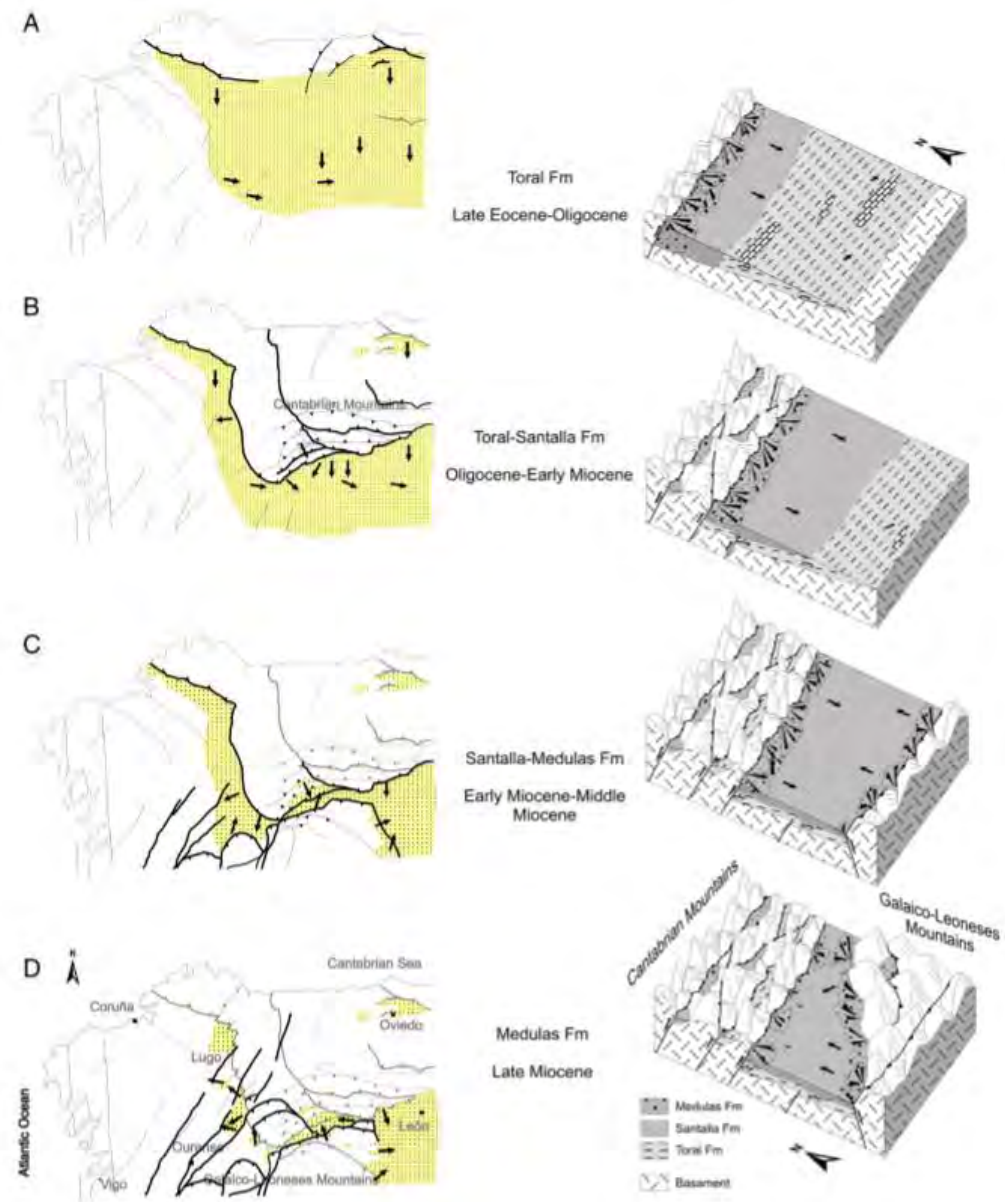 A
N
Toral Fm
Late Eocene-Oligocene
B
Cantabrian Mountains
Toral-Santalla Fm
Oligocene-Early Miocene
C
Santalla-Medulas Fm
Early Miocene-Middle
Miocene
Cantabrian Mountains
Galaico-Leoneses
Mountains
D
N
Cantabrian Sea
Coruña
Oviedo
Lugo
Medulas Fm
Late Miocene
León
Ourense
Galaico-Leoneses Mountains
Vigo
Atlantic Ocean
Medulas Fm
Santalla Fm
Toral Fm
Basament
N